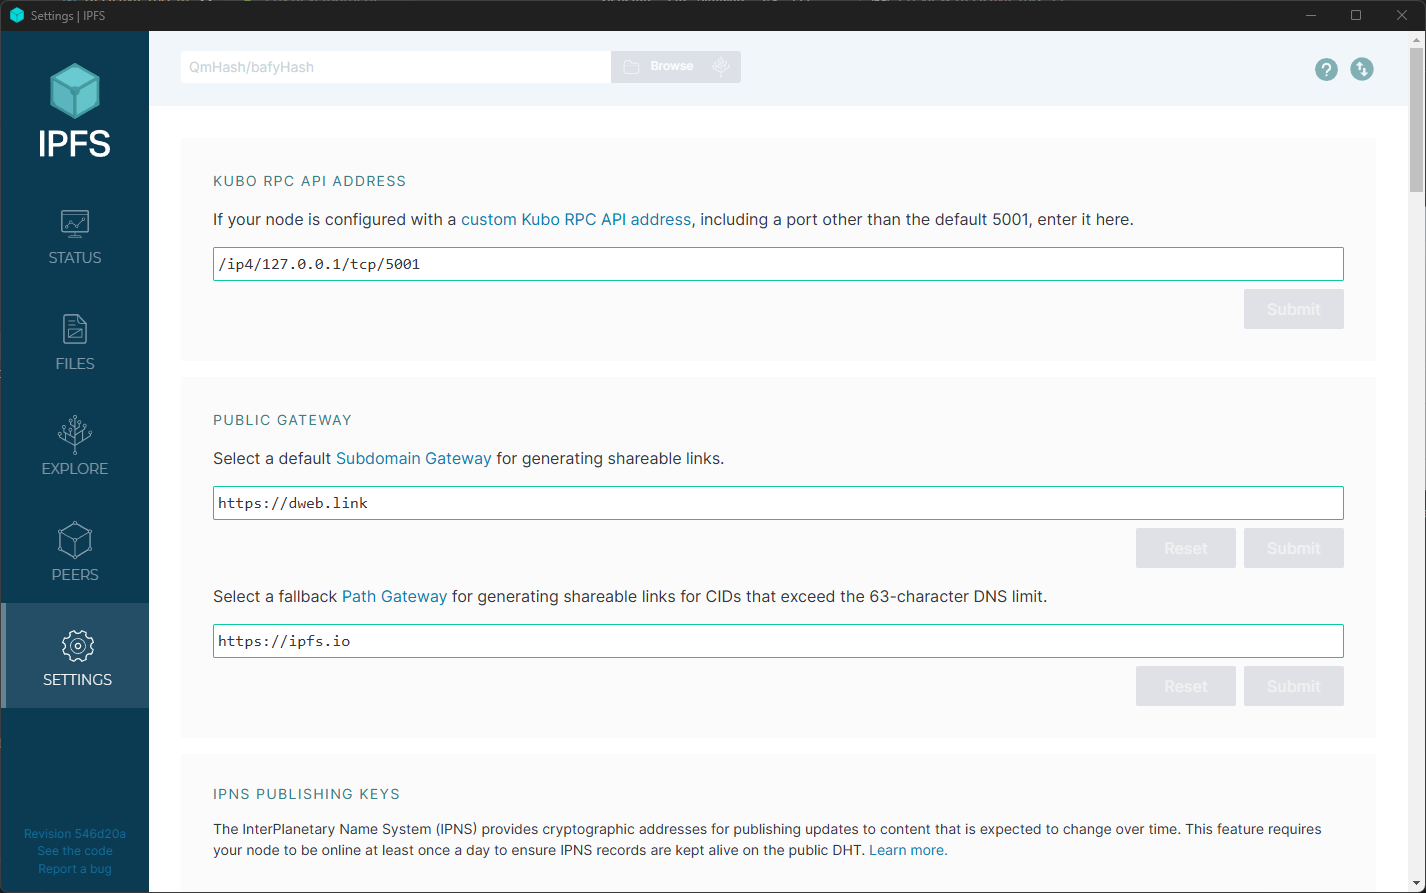 Settings | IPFS
QmHash/bafyHash
Browse
IPFS
STATUS
FILES
EXPLORE
PEERS
SETTINGS
Revision 546d20a
See the code
Report a bug
KUBO RPC API ADDRESS
If your node is configured with a custom Kubo RPC API address, including a port other than the default 5001, enter it here.
/ip4/127.0.0.1/tcp/5001
Submit
PUBLIC GATEWAY
Select a default Subdomain Gateway for generating shareable links.
https://dweb.link
Reset Submit
Select a fallback Path Gateway for generating shareable links for CIDs that exceed the 63-character DNS limit.
https://ipfs.io
Reset Submit
IPNS PUBLISHING KEYS
The InterPlanetary Name System (IPNS) provides cryptographic addresses for publishing updates to content that is expected to change over time. This feature requires
your node to be online at least once a day to ensure IPNS records are kept alive on the public DHT. Learn more.